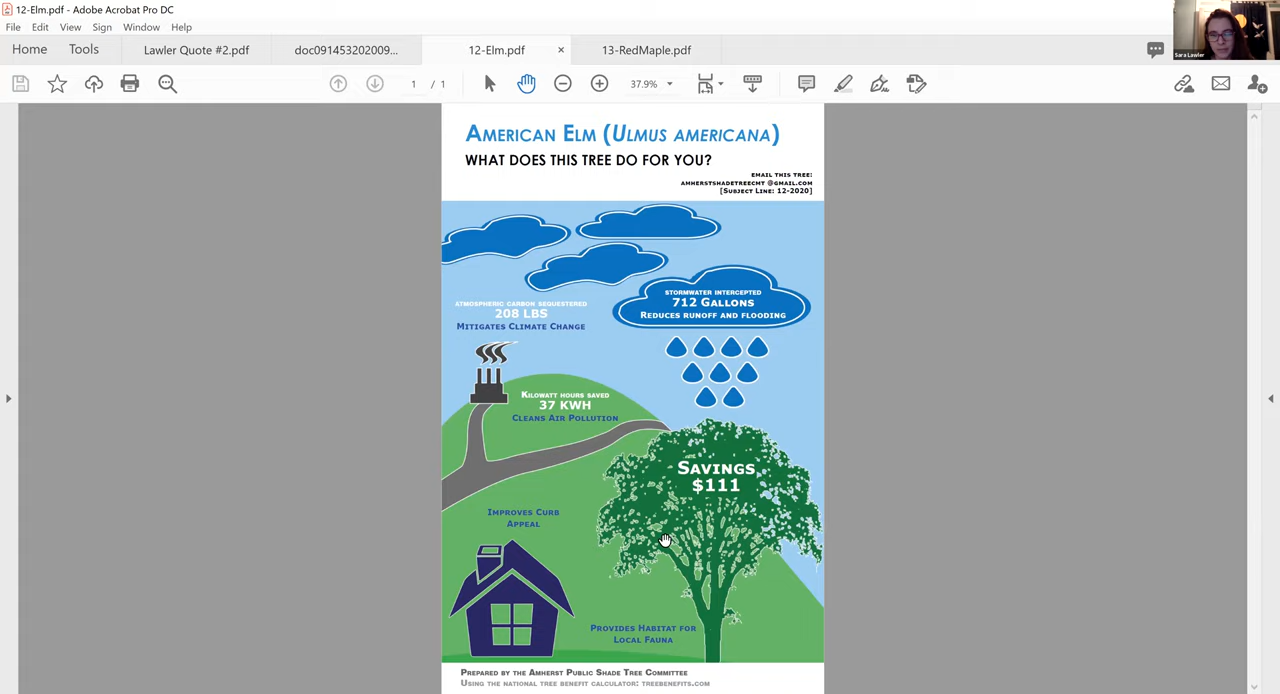 12-Elm.pdf - Adobe Acrobat Pro DC
File Edit View Sign Window Help
Home Tools Lawler Quote #2.pdf doc091453202009... 12-Elm.pdf × 13-RedMaple.pdf
1 / 1 37.9%
Sara Lawler
AMERICAN ELM (ULMUS AMERICANA)
WHAT DOES THIS TREE DO FOR YOU?
EMAIL THIS TREE:
AMHERSTSHADETREECMT @GMAIL.COM
[SUBJECT LINE: 12-2020]
ATMOSPHERIC CARBON SEQUESTERED
208 LBS
MITIGATES CLIMATE CHANGE
STORMWATER INTERCEPTED
712 GALLONS
REDUCES RUNOFF AND FLOODING
KILOWATT HOURS SAVED
37 KWH
CLEANS AIR POLLUTION
SAVINGS
$111
IMPROVES CURB
APPEAL
PROVIDES HABITAT FOR
LOCAL FAUNA
PREPARED BY THE AMHERST PUBLIC SHADE TREE COMMITTEE
USING THE NATIONAL TREE BENEFIT CALCULATOR: TREEBENEFITS.COM